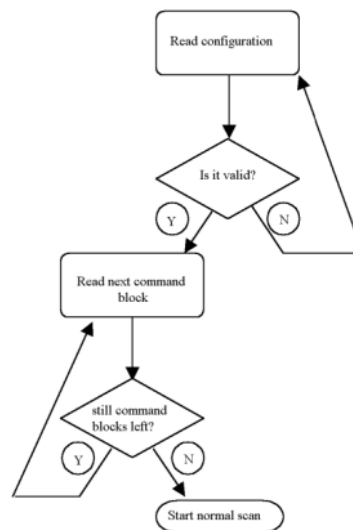 Read configuration
Is it valid?
Y
N
Read next command
block
still command
blocks left?
Y
N
Start normal scan